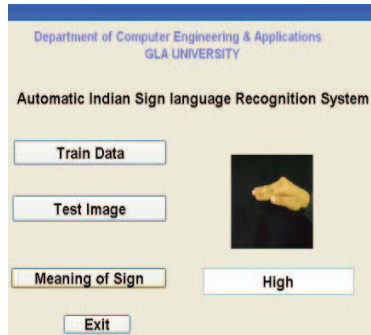 Department of Computer Engineering & Applications
GLA UNIVERSITY
Automatic Indian Sign language Recognition System
Train Data
Test Image
Meaning of Sign
High
Exit